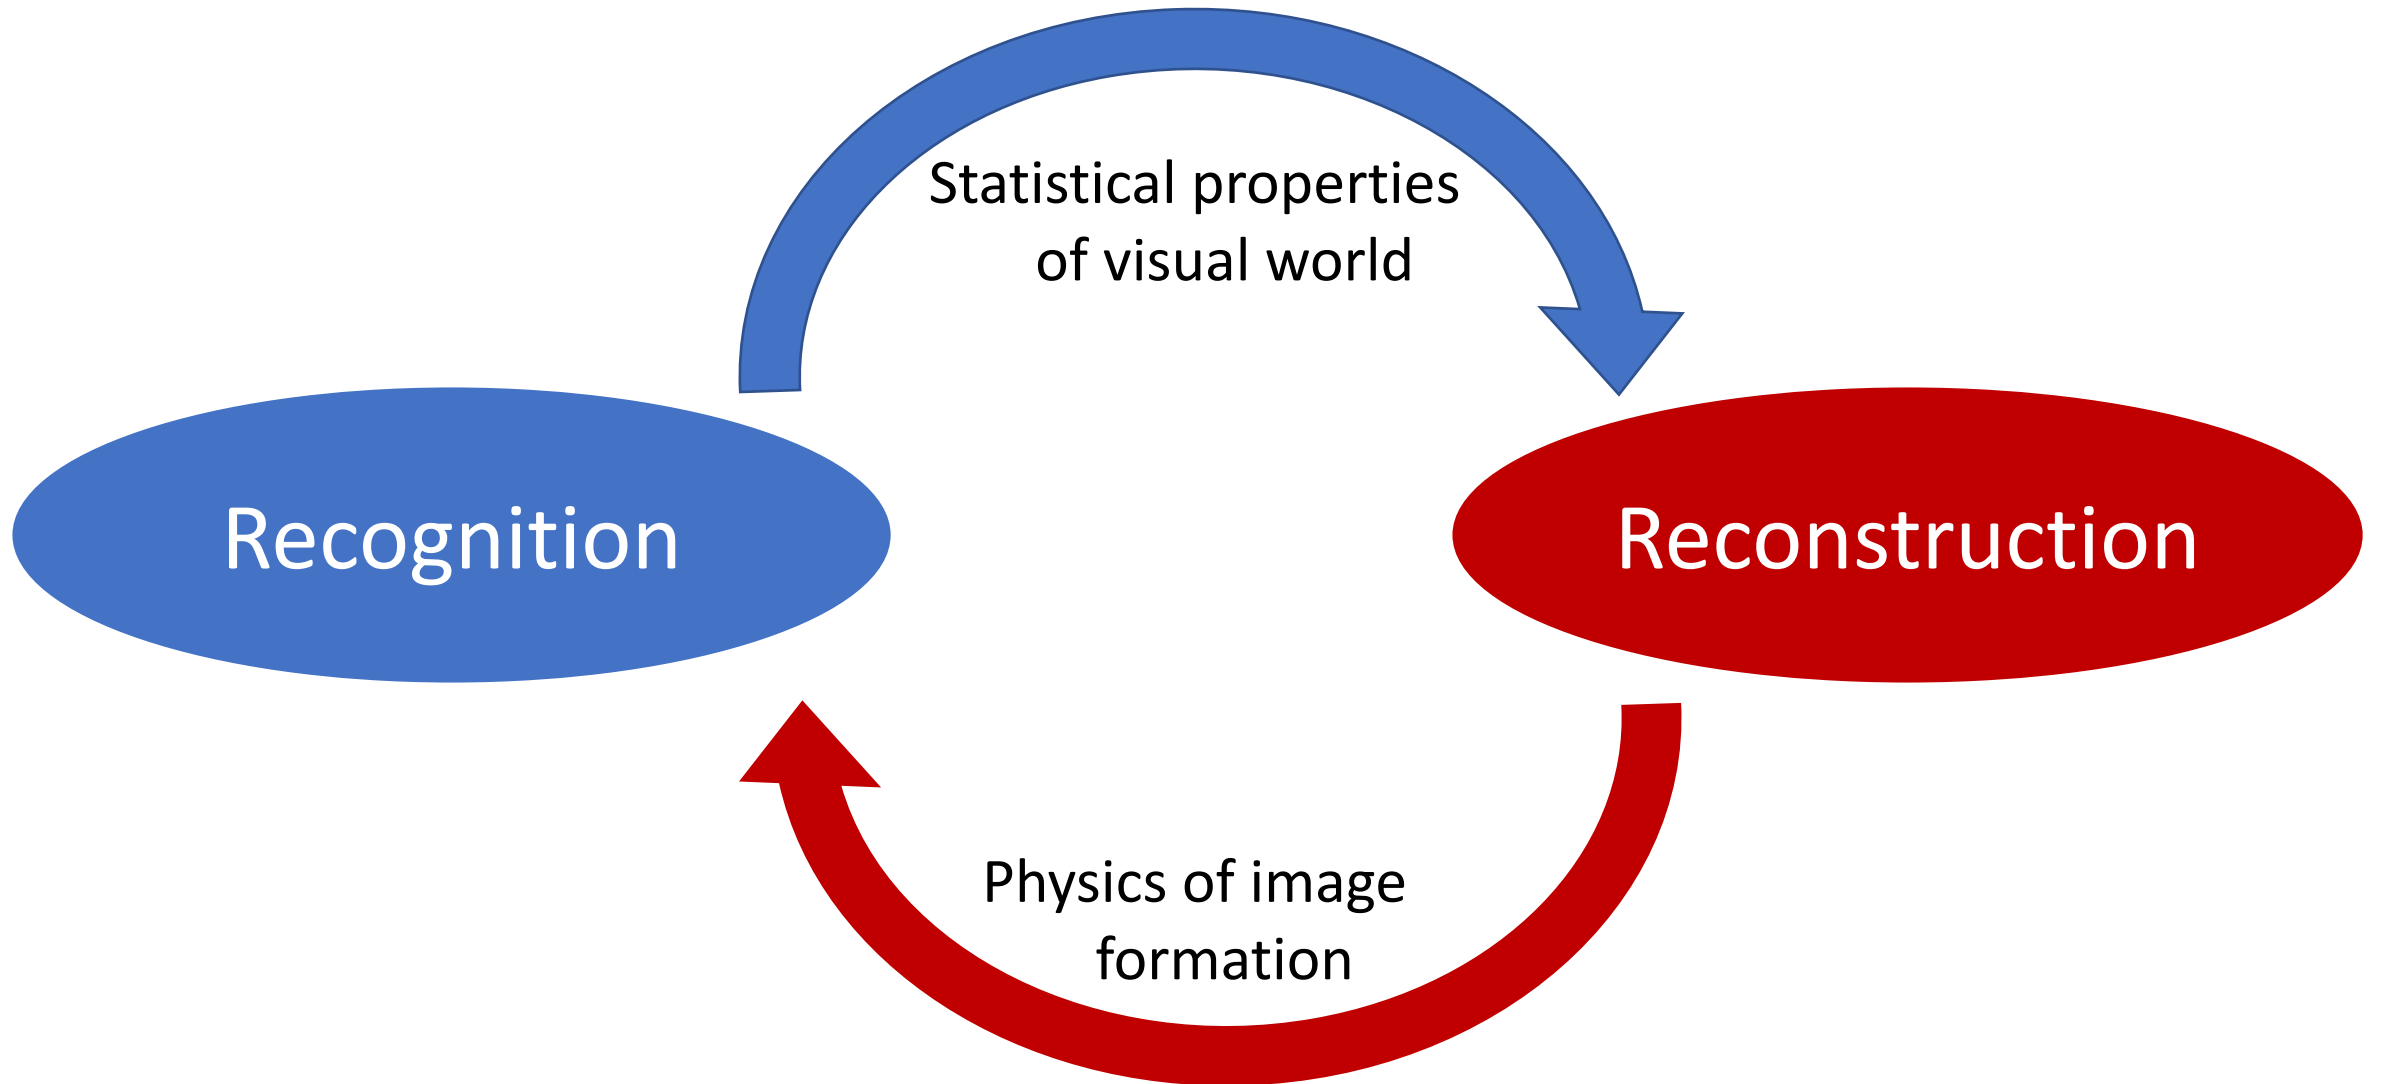 Statistical properties
of visual world
Recognition
Reconstruction
Physics of image
formation